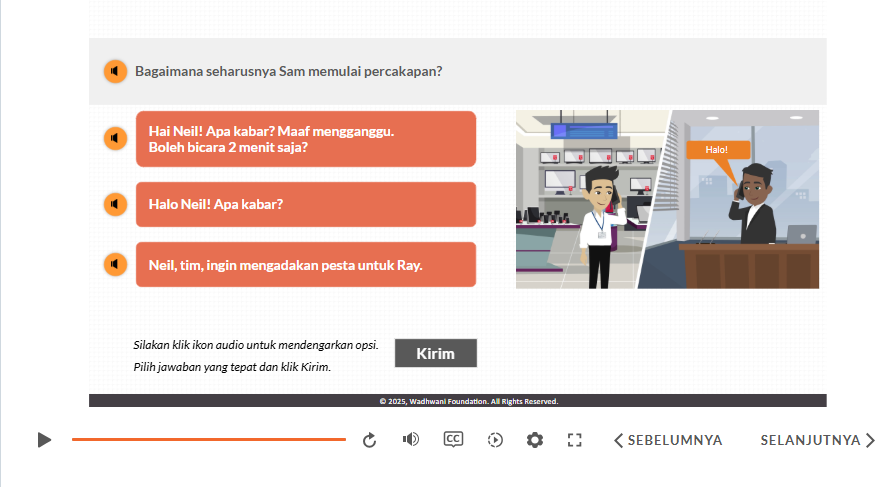 Bagaimana seharusnya Sam memulai percakapan?
Hai Neil! Apa kabar? Maaf mengganggu.
Boleh bicara 2 menit saja?
Halo Neil! Apa kabar?
Neil, tim, ingin mengadakan pesta untuk Ray.
Halo!
Silakan klik ikon audio untuk mendengarkan opsi.
Pilih jawaban yang tepat dan klik Kirim.
Kirim
© 2025, Wadhwani Foundation. All Rights Reserved.
CC
SEBELUMNYA
SELANJUTNYA